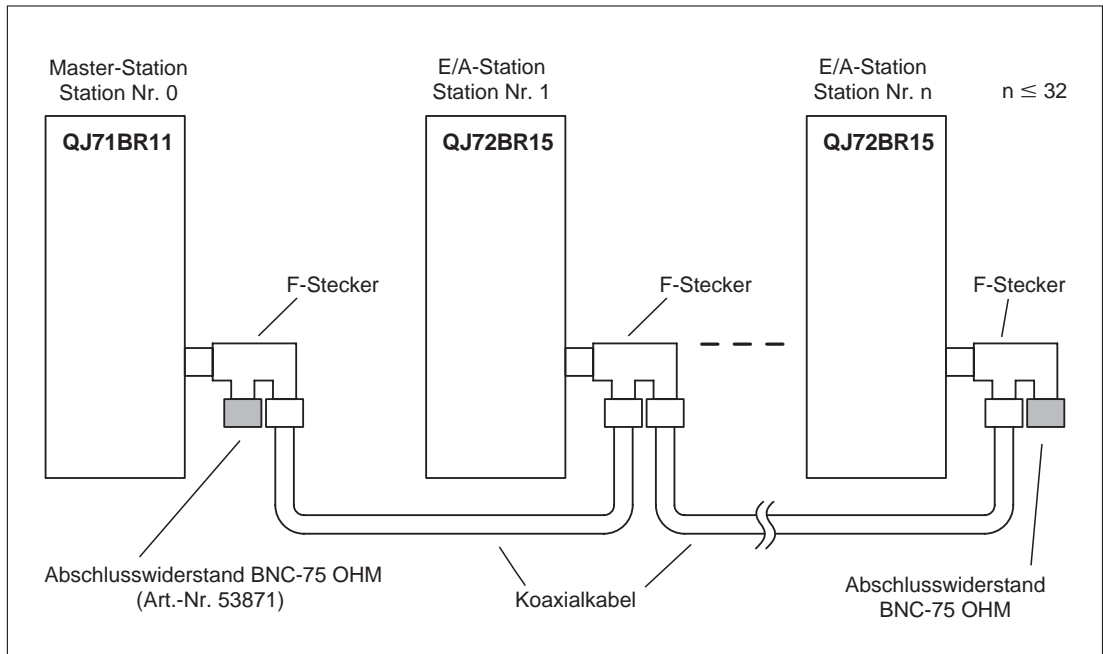 Master-Station
Station Nr. 0
E/A-Station
Station Nr. 1
E/A-Station
Station Nr. n
n ≤ 32
QJ71BR11
QJ72BR15
QJ72BR15
F-Stecker
F-Stecker
F-Stecker
Abschlusswiderstand BNC-75 OHM
(Art.-Nr. 53871)
Koaxialkabel
Abschlusswiderstand
BNC-75 OHM